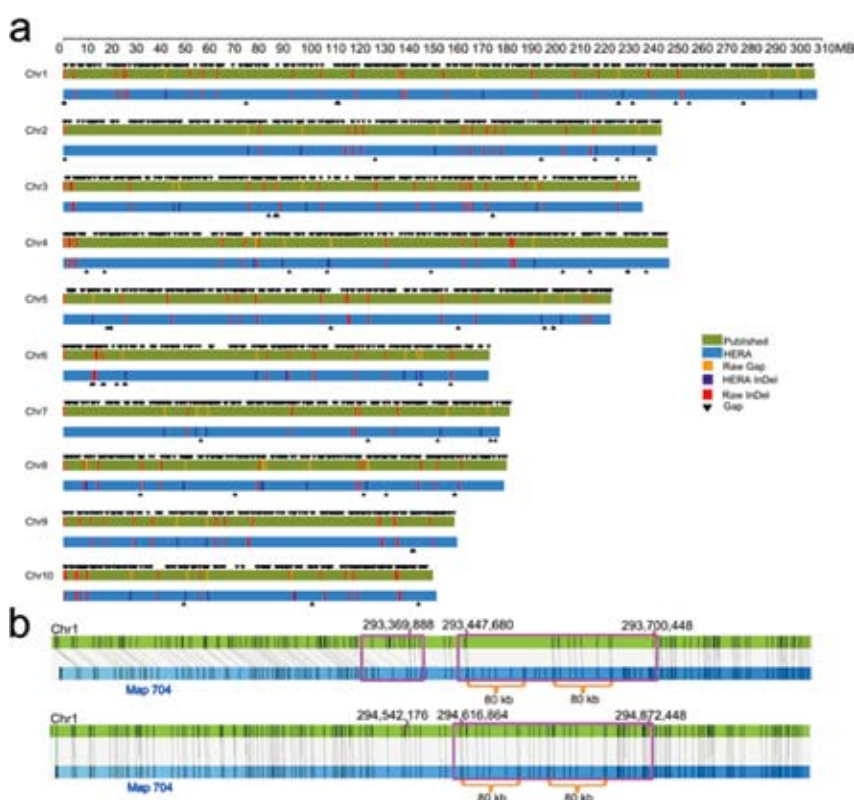 a
0 10 20 30 40 50 60 70 80 90 100 110 120 130 140 150 160 170 180 190 200 210 220 230 240 250 260 270 280 290 300 310MB
Chr1
Chr2
Chr3
Chr4
Chr5
Chr6
Chr7
Chr8
Chr9
Chr10
Published
HERA
Raw Gap
HERA InDel
Raw InDel
Gap
b
Chr1
293,369,888 293,447,680 293,700,448
Map 704
80 kb 80 kb
Chr1
294,542,176 294,616,864 294,872,448
Map 704
80 kb 80 kb